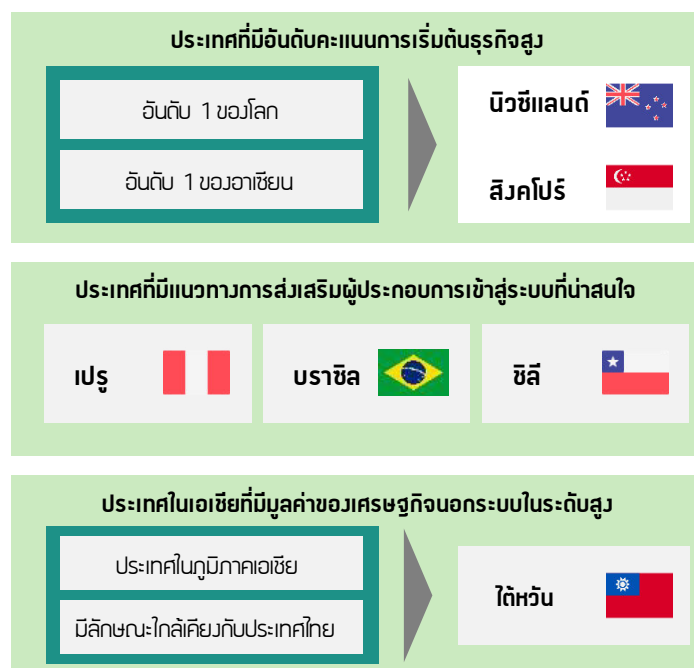 ประเทศที่มีอันดับคะแนนการเริ่มต้นธุรกิจสูง
อันดับ 1 ของโลก
อันดับ 1 ของอาเซียน
นิวซีแลนด์
สิงคโปร์
ประเทศที่มีแนวทางการส่งเสริมผู้ประกอบการเข้าสู่ระบบที่น่าสนใจ
เปรู
บราซิล
ชิลี
ประเทศในเอเชียที่มีมูลค่าของเศรษฐกิจนอกระบบในระดับสูง
ประเทศในภูมิภาคเอเชีย
มีลักษณะใกล้เคียงกับประเทศไทย
ไต้หวัน